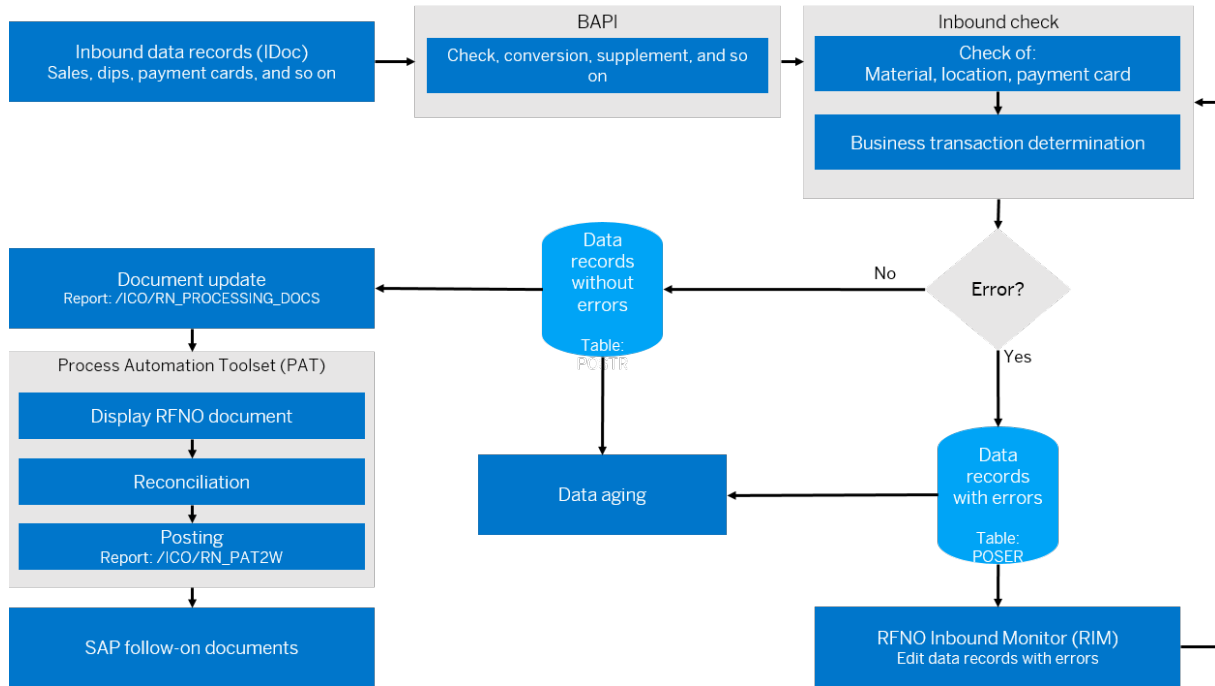 Inbound data records (IDoc)
Sales, dips, payment cards, and so on
BAPI
Check, conversion, supplement, and so
on
Inbound check
Check of:
Material, location, payment card
Business transaction determination
Error?
No
Yes
Data
records
without
errors
Table:
POSTR
Document update
Report: /ICO/RN_PROCESSING_DOCS
Process Automation Toolset (PAT)
Display RFNO document
Reconciliation
Posting
Report: /ICO/RN_PAT2W
SAP follow-on documents
Data aging
Data
records
with errors
Table:
POSER
RFNO Inbound Monitor (RIM)
Edit data records with errors